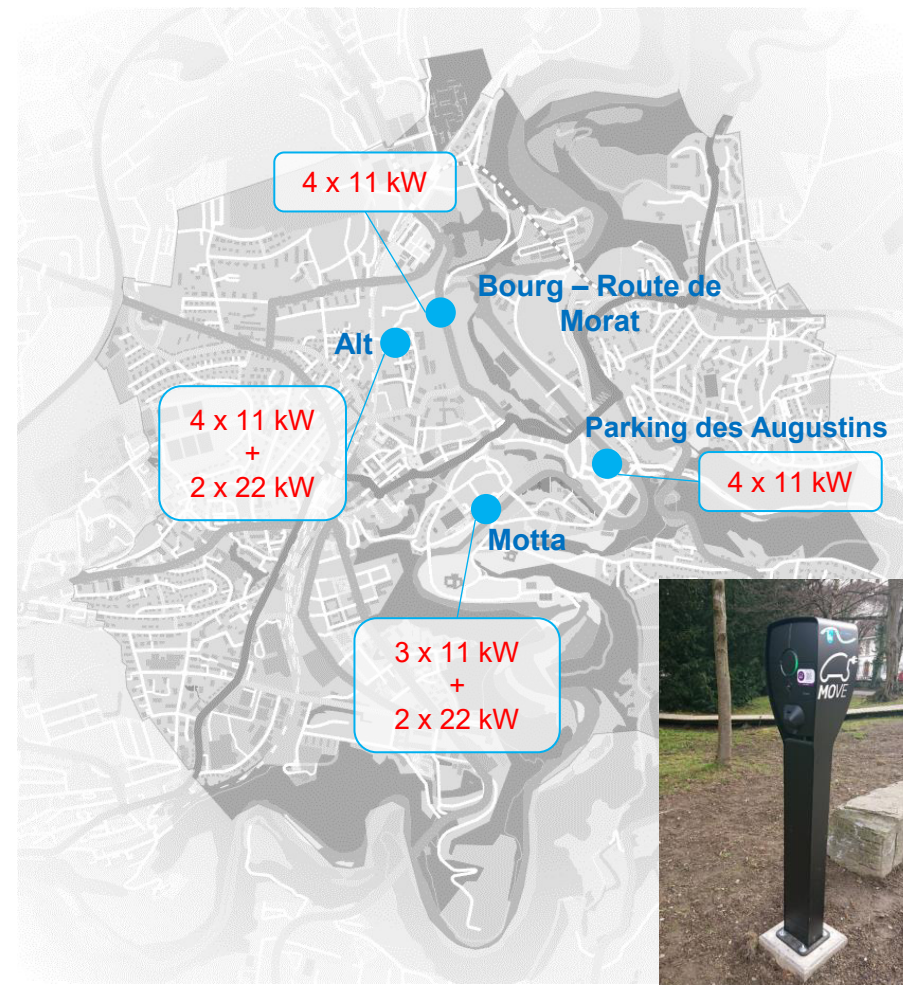 4 x 11 kW
Bourg – Route de
Morat
Alt
4 x 11 kW
+
2 x 22 kW
Parking des Augustins
4 x 11 kW
Motta
3 x 11 kW
+
2 x 22 kW
MOVE